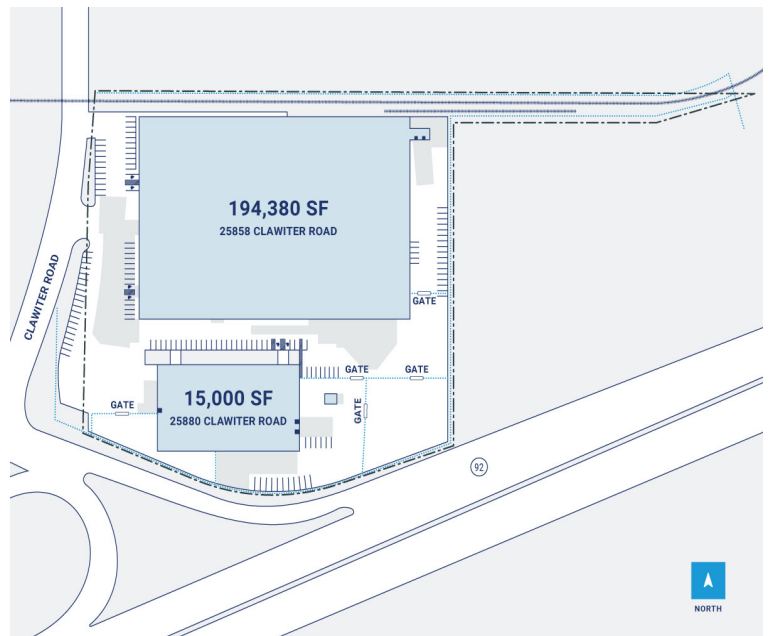 194,380 SF
25858 CLAWITER ROAD
CLAWITER ROAD
GATE
15,000 SF
25880 CLAWITER ROAD
GATE
GATE
GATE
GATE
92
NORTH